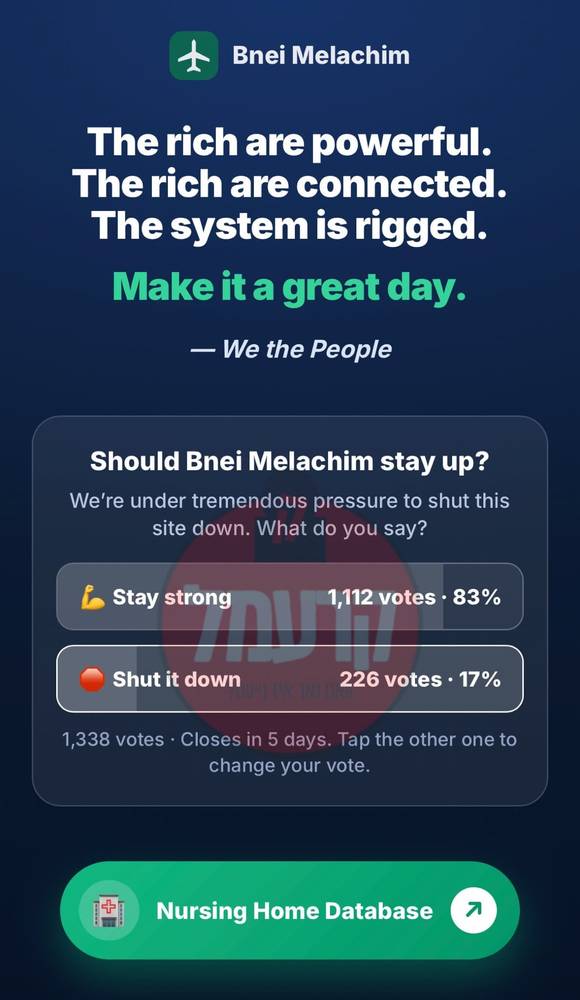 Bnei Melachim
The rich are powerful.
The rich are connected.
The system is rigged.
Make it a great day.
— We the People
Should Bnei Melachim stay up?
We’re under tremendous pressure to shut this
site down. What do you say?
💪 Stay strong 1,112 votes · 83%
🛑 Shut it down 226 votes · 17%
1,338 votes · Closes in 5 days. Tap the other one to
change your vote.
Nursing Home Database